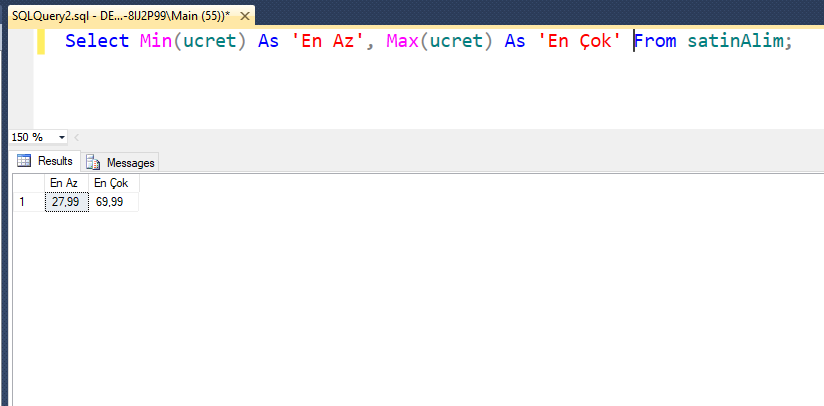 SQLQuery2.sql - DE...-8IJ2P99\Main (55))*
Select Min(ucret) As 'En Az', Max(ucret) As 'En Çok' From satinAlim;
150 %
Results Messages
En Az En Çok
1 27,99 69,99